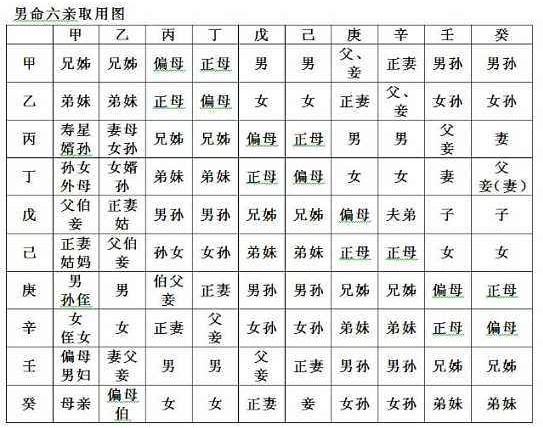 男命六亲取用图
甲 乙 丙 丁 戊 己 庚 辛 壬 癸
甲 兄姊 兄姊 偏母 正母 男 男 父、妾 正妻 男孙 男孙
乙 弟妹 弟妹 正母 偏母 女 女 正妻 父、妾 女孙 女孙
丙 寿星婿孙 妻母女孙 兄姊 兄姊 偏母 正母 男 男 父妾 妻
丁 孙女外母 女婿孙 弟妹 弟妹 正母 偏母 女 女 妻 父妾(妻)
戊 父伯妾 正妻姑 男孙 男孙 兄姊 兄姊 偏母 夫弟 子 子
己 正妻姑妈 父伯妾 孙女 女孙 弟妹 弟妹 正母 正母 女 女
庚 男孙侄 男 伯父妾 正妻 男孙 男孙 兄姊 兄姊 偏母 正母
辛 女侄女 女 正妻 父妾 女孙 女孙 弟妹 弟妹 正母 偏母
壬 偏母男妇 妻父妾 男 男 父妾 正妻 男孙 男孙 兄姊 兄姊
癸 母亲 偏母伯 女 女 正妻 妾 女孙 女孙 弟妹 弟妹